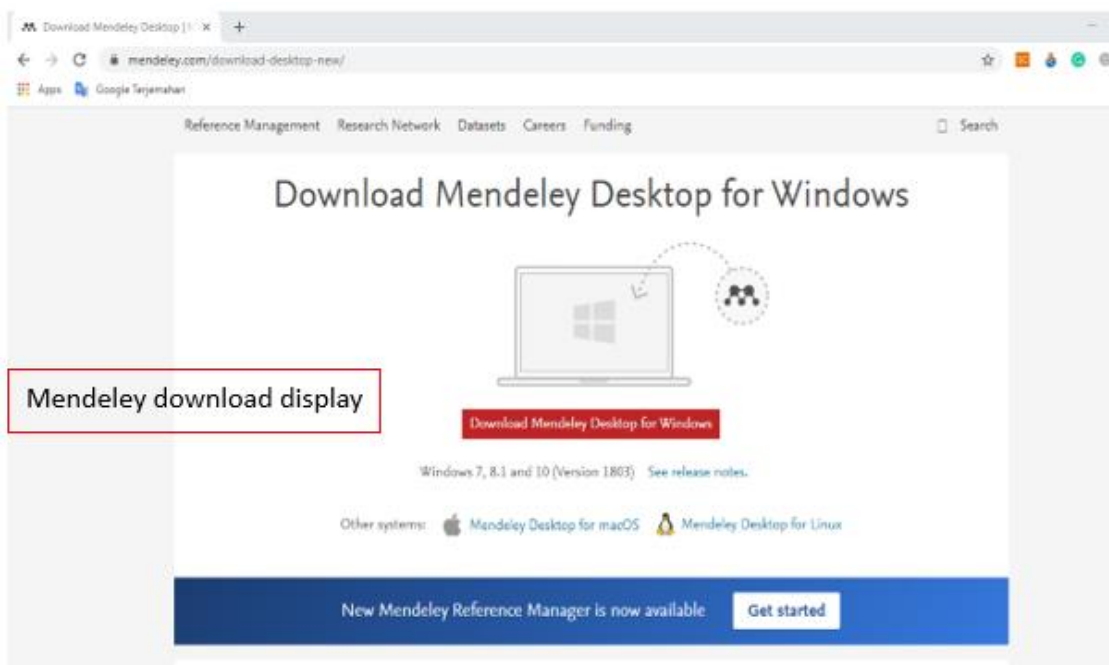 Download Mendeley Desktop |
mendeley.com/download-desktop-new/
Apps Google Terjemahan
Reference Management Research Network Datasets Careers Funding Search
Download Mendeley Desktop for Windows
Mendeley download display
Download Mendeley Desktop for Windows
Windows 7, 8.1 and 10 (Version 1803) See release notes.
Other systems: Mendeley Desktop for macOS Mendeley Desktop for Linux
New Mendeley Reference Manager is now available Get started